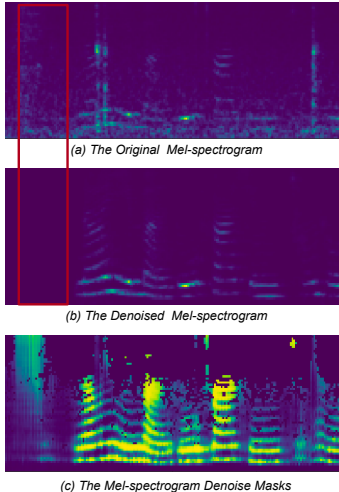 (a) The Original Mel-spectrogram
(b) The Denoised Mel-spectrogram
(c) The Mel-spectrogram Denoise Masks